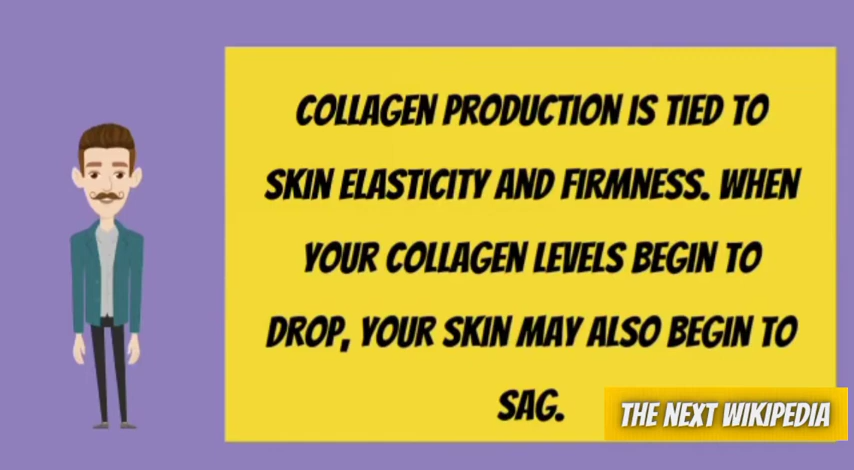 COLLAGEN PRODUCTION IS TIED TO
SKIN ELASTICITY AND FIRMNESS. WHEN
YOUR COLLAGEN LEVELS BEGIN TO
DROP, YOUR SKIN MAY ALSO BEGIN TO
SAG.
THE NEXT WIKIPEDIA